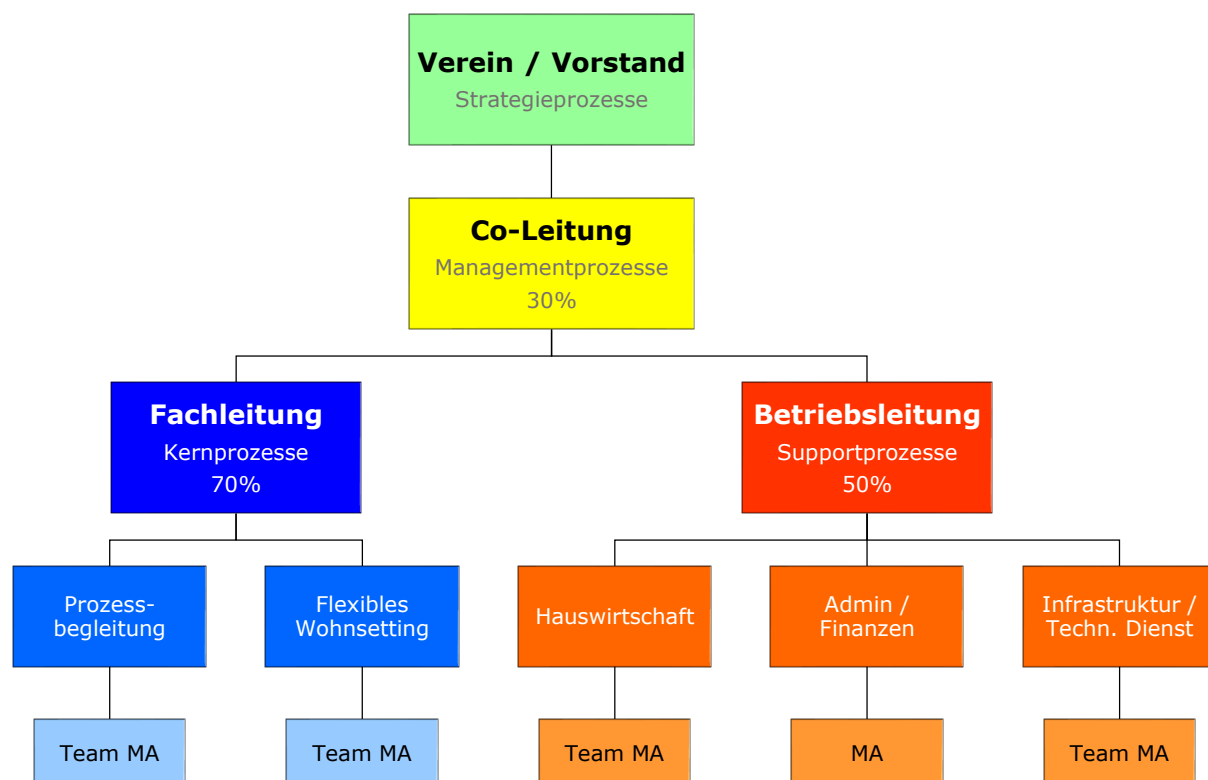 Verein / Vorstand
Strategieprozesse
Co-Leitung
Managementprozesse
30%
Fachleitung
Kernprozesse
70%
Betriebsleitung
Supportprozesse
50%
Prozess-
begleitung
Flexibles
Wohnsetting
Hauswirtschaft
Admin /
Finanzen
Infrastruktur /
Techn. Dienst
Team MA
Team MA
Team MA
MA
Team MA